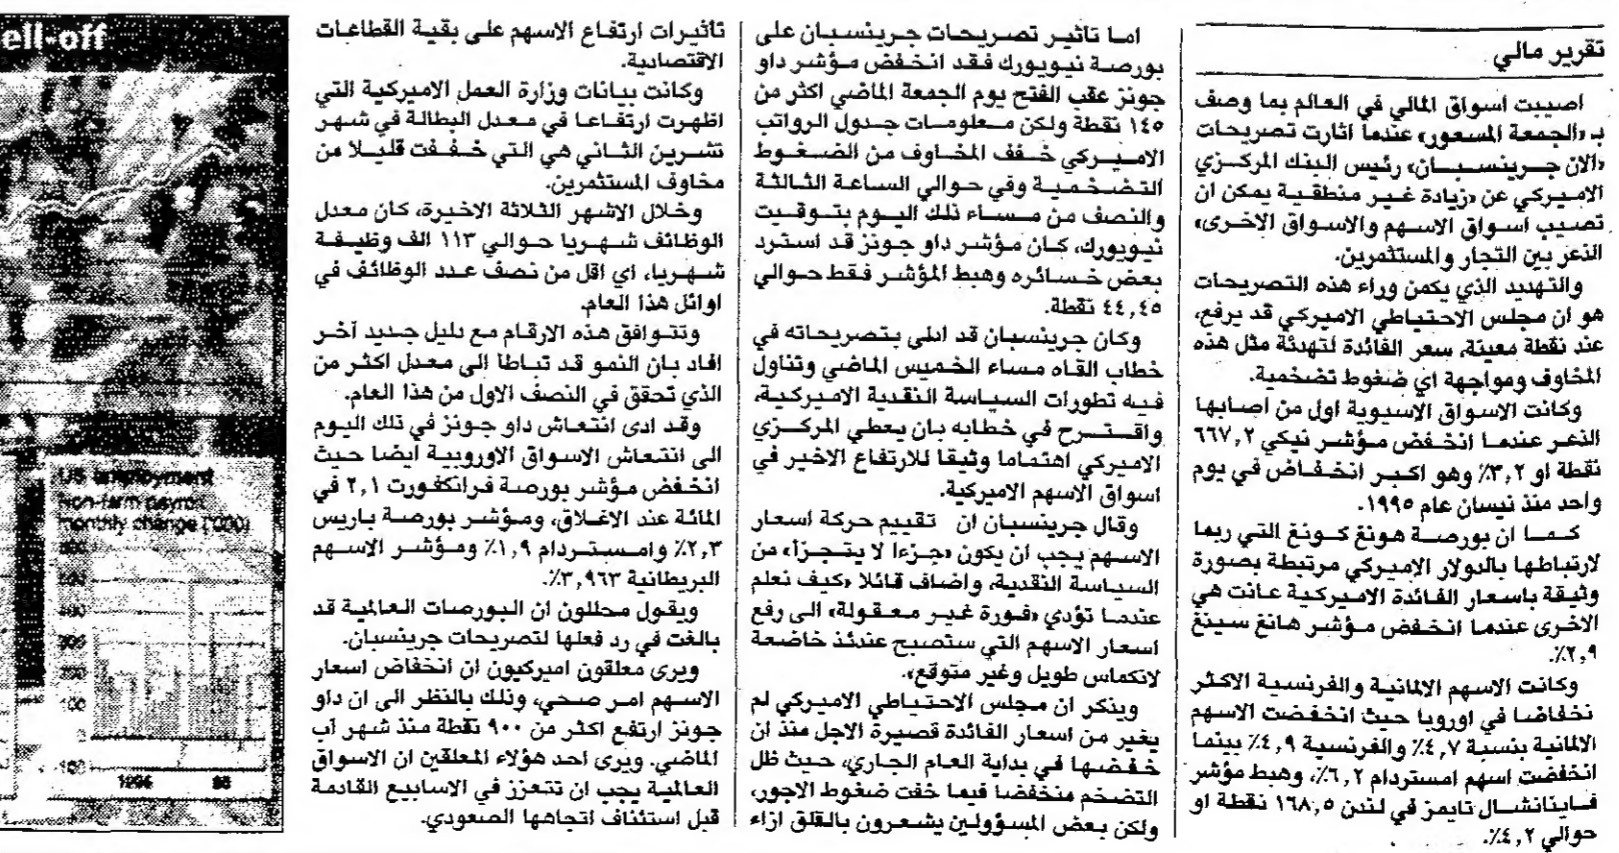 تقرير مالي
اصيبت اسواق المالي في العالم بما وصف
بـ «الجمعة المسعور» عندما اثارت تصريحات
«الان جرينسبان» رئيس البنك المركزي
الاميركي عن «زيادة غير منطقية يمكن ان
تصيب اسواق الاسهم والاسواق الاخرى»
الذعر بين التجار والمستثمرين.
والتهديد الذي يكمن وراء هذه التصريحات
هو ان مجلس الاحتياطي الاميركي قد يرفع،
عند نقطة معينة، سعر الفائدة لتهدئة مثل هذه
المخاوف ومواجهة اي ضغوط تضخمية.
وكانت الاسواق الاسيوية اول من اصابها
الذعر عندما انخفض مؤشر نيكي ٦٦٧,٢
نقطة او ٣,٢٪ وهو اكبر انخفاض في يوم
واحد منذ نيسان عام ١٩٩٥.
كما ان بورصة هونغ كونغ التي ربما
لارتباطها بالدولار الاميركي مرتبطة بصورة
وثيقة باسعار الفائدة الاميركية عانت هي
الاخرى عندما انخفض مؤشر هانغ سينغ
٢,٩٪.
وكانت الاسهم الالمانية والفرنسية الاكثر
نخفاضا في اوروبا حيث انخفضت الاسهم
الالمانية بنسبة ٤,٧٪ والفرنسية ٤,٩٪ بينما
انخفضت اسهم امستردام ٦,٢٪، وهبط مؤشر
فاينانشال تايمز في لندن ١٦٨,٥ نقطة او
حوالي ٤,٢٪.
اما تاثير تصريحات جرينسبان على
بورصة نيويورك فقد انخفض مؤشر داو
جونز عقب الفتح يوم الجمعة الماضي اكثر من
١٤٥ نقطة ولكن معلومات جدول الرواتب
الاميركي خفف المخاوف من الضغوط
التضخمية وفي حوالي الساعة الثالثة
والنصف من مساء ذلك اليوم بتوقيت
نيويورك، كان مؤشر داو جونز قد استرد
بعض خسائره وهبط المؤشر فقط حوالي
٤٤,٤٥ نقطة.
وكان جرينسبان قد ادلى بتصريحاته في
خطاب القاه مساء الخميس الماضي وتناول
فيه تطورات السياسة النقدية الاميركية،
واقترح في خطابه بان يعطي المركزي
الاميركي اهتماما وثيقا للارتفاع الاخير في
اسواق الاسهم الاميركية.
وقال جرينسبان ان تقييم حركة اسعار
الاسهم يجب ان يكون «جزءا لا يتجزأ» من
السياسة النقدية، واضاف قائلا «كيف نعلم
عندما تؤدي «فورة غير معقولة» الى رفع
اسعار الاسهم التي ستصبح عندئذ خاضعة
لانكماس طويل وغير متوقع».
ويذكر ان مجلس الاحتياطي الاميركي لم
يغير من اسعار الفائدة قصيرة الاجل منذ ان
خفضها في بداية العام الجاري، حيث ظل
التضخم منخفضا فيما خفت ضغوط الاجور،
ولكن بعض المسؤولين يشعرون بالقلق ازاء
تاثيرات ارتفاع الاسهم على بقية القطاعات
الاقتصادية.
وكانت بيانات وزارة العمل الاميركية التي
اظهرت ارتفاعا في معدل البطالة في شهر
تشرين الثاني هي التي خففت قليلا من
مخاوف المستثمرين.
وخلال الاشهر الثلاثة الاخيرة، كان معدل
الوظائف شهريا حوالي ١١٣ الف وظيفة
شهريا، اي اقل من نصف عدد الوظائف في
اوائل هذا العام.
وتتوافق هذه الارقام مع دليل جديد آخر
افاد بان النمو قد تباطا إلى معدل اكثر من
الذي تحقق في النصف الاول من هذا العام.
وقد ادى انتعاش داو جونز في ذلك اليوم
الى انتعاش الاسواق الاوروبية ايضا حيث
انخفض مؤشر بورصة فرانكفورت ٢,١ في
المائة عند الاغلاق، ومؤشر بورصة باريس
٢,٣٪ وامستردام ١,٩٪ ومؤشر الاسهم
البريطانية ٣,٩٦٣٪.
ويقول محللون ان البورصات العالمية قد
بالغت في رد فعلها لتصريحات جرينسبان.
ويرى معلقون اميركيون ان انخفاض اسعار
الاسهم امر صحي، وذلك بالنظر الى ان داو
جونز ارتفع اكثر من ٩٠٠ نقطة منذ شهر آب
الماضي. ويرى احد هؤلاء المعلقين ان الاسواق
العالمية يجب ان تتعزز في الاسابيع القادمة
قبل استئناف اتجاهها الصعودي.
ell-off
US employment
Non-farm payroll
monthly change ('000)
400
300
200
100
-100